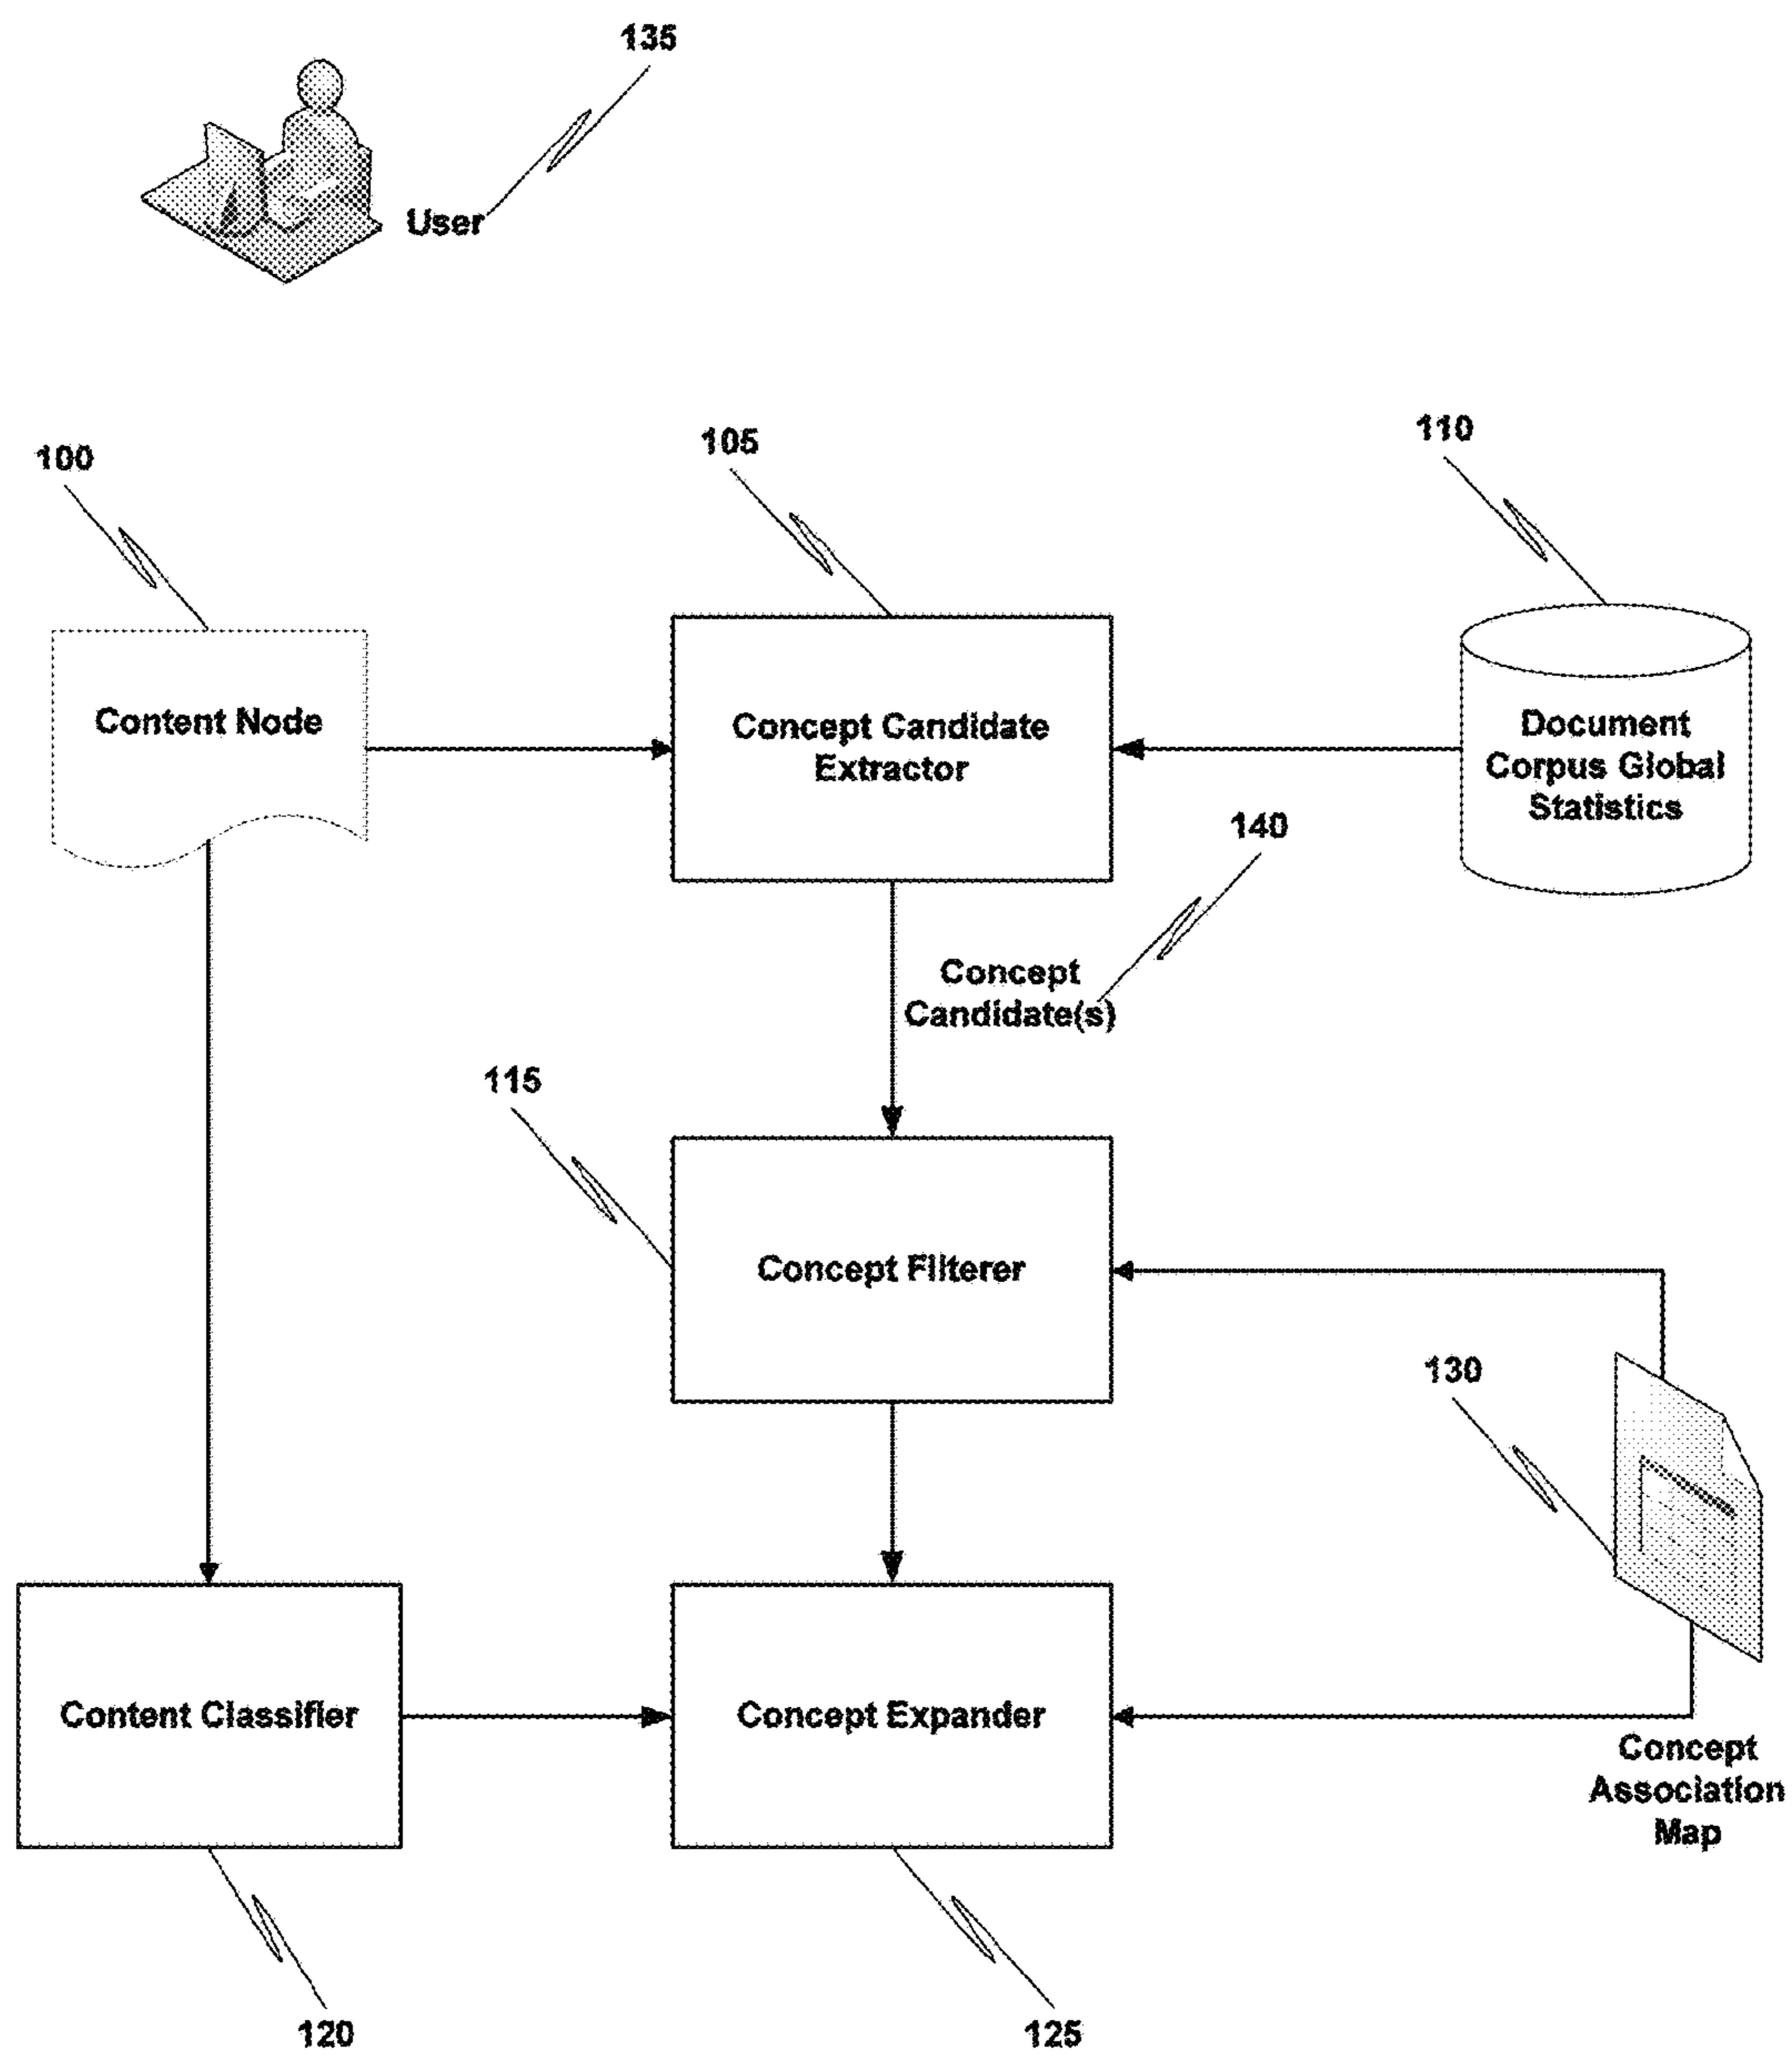 135
User
100
105
110
Content Node
Concept Candidate
Extractor
Document
Corpus Global
Statistics
140
Concept
Candidate(s)
115
Concept Filterer
130
Content Classifier
Concept Expander
Concept
Association
Map
120
125